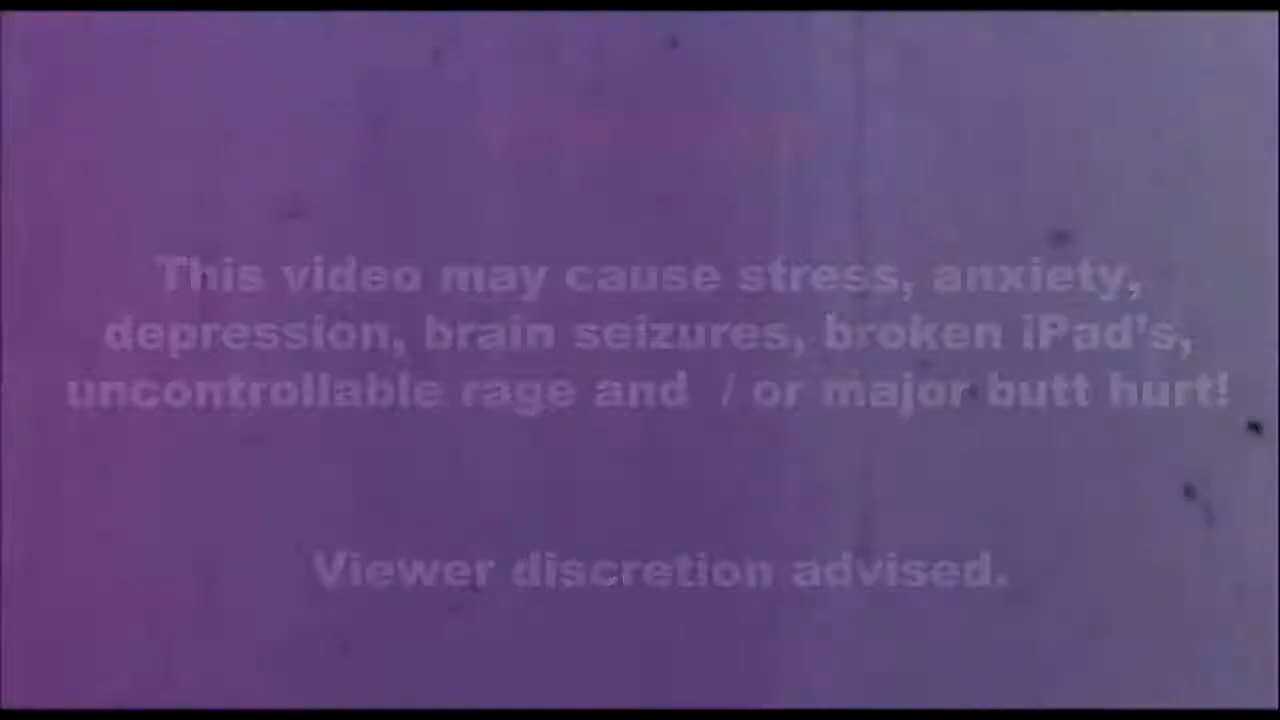 This video may cause stress, anxiety,
depression, brain seizures, broken iPad's,
uncontrollable rage and / or major butt hurt!
Viewer discretion advised.